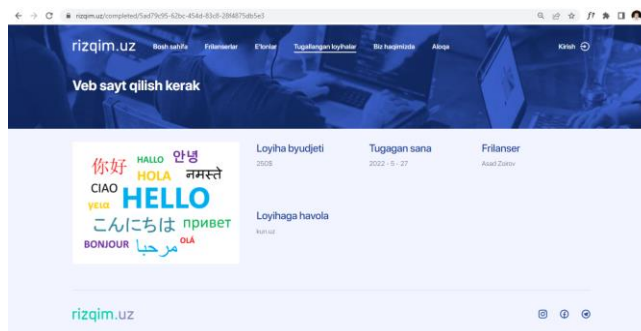 rizqim.uz/completed/5ad79c95-62bc-454d-83c8-28f4875db5e3
rizqim.uz Bosh sahifa Frilanserlar E'lonlar Tugallangan loyihalar Biz haqimizda Aloqa Kirish
Veb sayt qilish kerak
Loyiha byudjeti Tugagan sana Frilanser
250$ 2022 - 5 - 27 Asad Zoirov
Loyihaga havola
kun.uz
你好 HALLO 안녕
HOLA नमस्ते
CIAO HELLO
γεια
こんにちは привет
BONJOUR مرحبا OLÁ
rizqim.uz